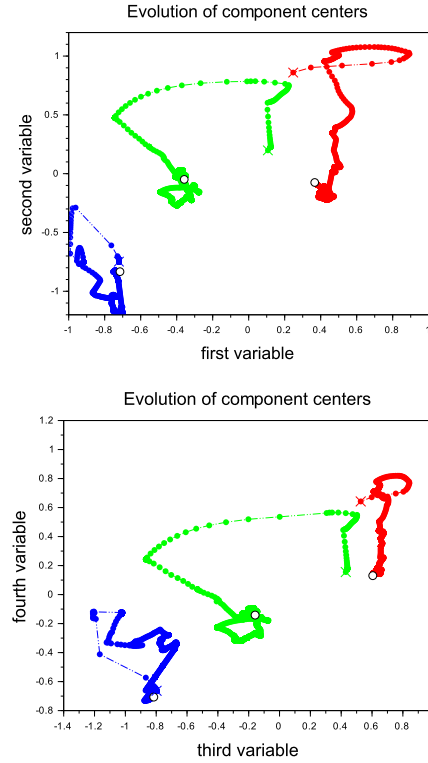 Evolution of component centers
1
0.5
0
-0.5
-1
second variable
-1 -0.8 -0.6 -0.4 -0.2 0 0.2 0.4 0.6 0.8 1
first variable
Evolution of component centers
1.2
1
0.8
0.6
0.4
0.2
0
-0.2
-0.4
-0.6
-0.8
fourth variable
-1.4 -1.2 -1 -0.8 -0.6 -0.4 -0.2 0 0.2 0.4 0.6 0.8
third variable